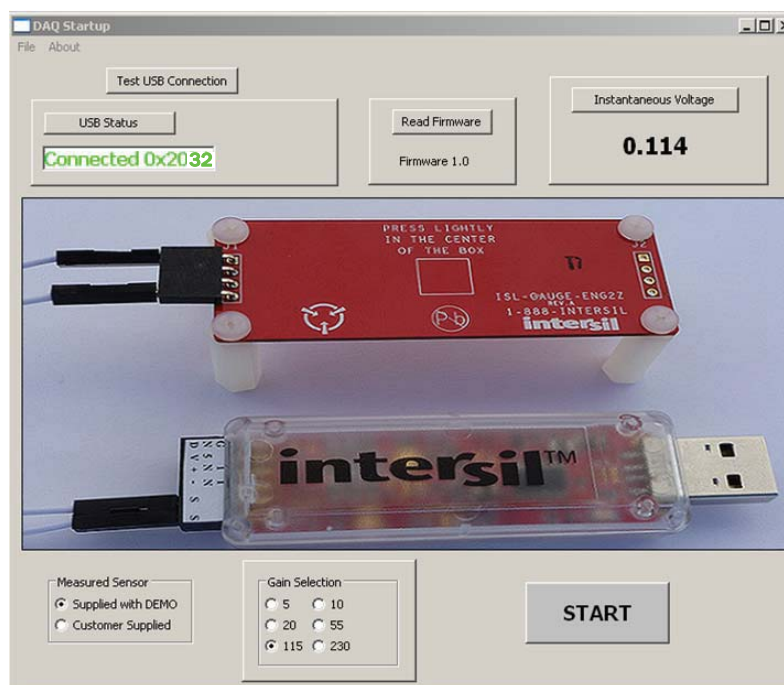 DAQ Startup
File About
Test USB Connection
USB Status
Connected 0x2032
Read Firmware
Firmware 1.0
Instantaneous Voltage
0.114
PRESS LIGHTLY
IN THE CENTER
OF THE BOX
J1
J2
ISL-GAUGE-ENG2Z
REV.A
1-888-INTERSIL
intersil
Pb
intersil™
Measured Sensor
Supplied with DEMO
Customer Supplied
Gain Selection
5 10
20 55
115 230
START